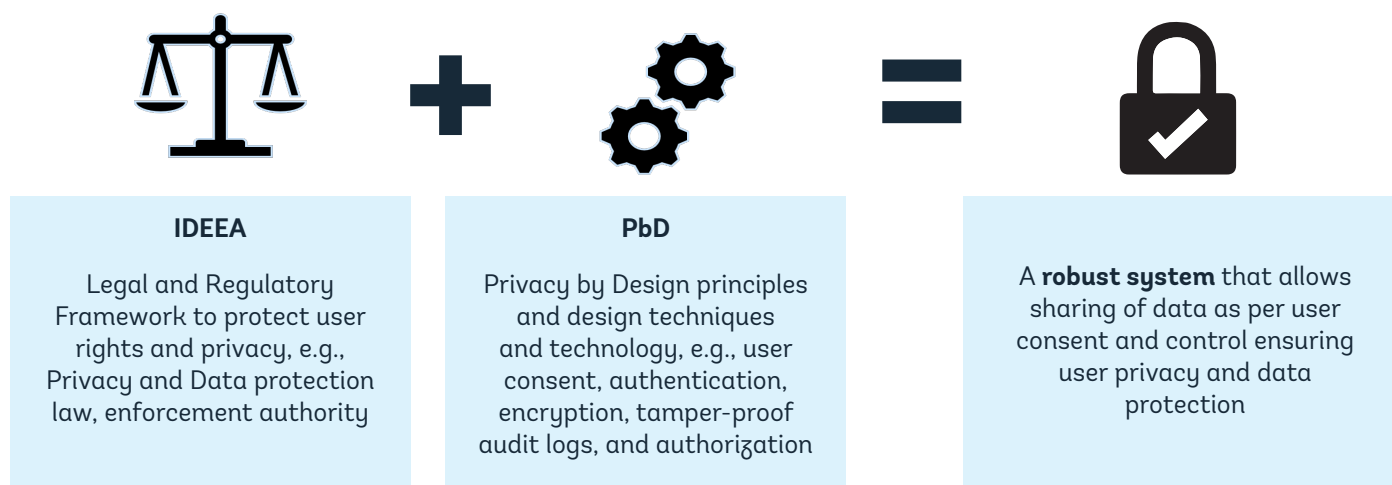 IDEEA
Legal and Regulatory
Framework to protect user
rights and privacy, e.g.,
Privacy and Data protection
law, enforcement authority
PbD
Privacy by Design principles
and design techniques
and technology, e.g., user
consent, authentication,
encryption, tamper-proof
audit logs, and authorization
A robust system that allows
sharing of data as per user
consent and control ensuring
user privacy and data
protection